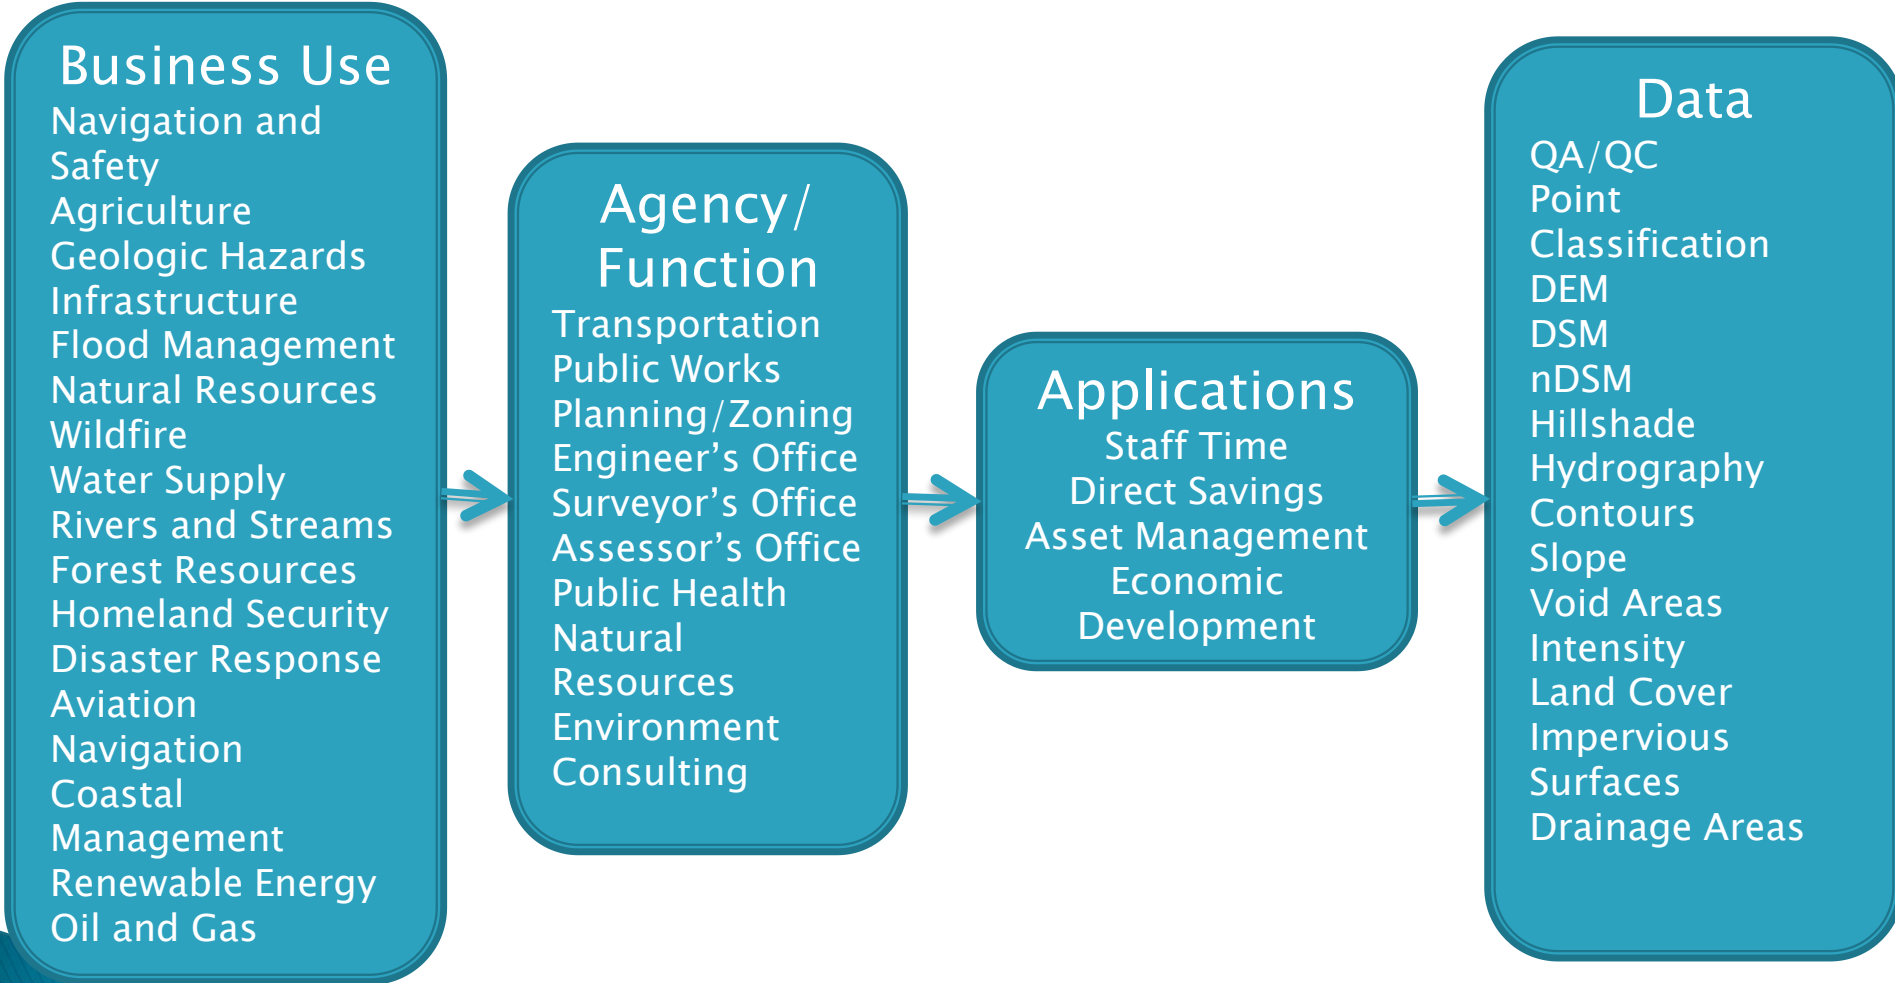 Business Use
Navigation and
Safety
Agriculture
Geologic Hazards
Infrastructure
Flood Management
Natural Resources
Wildfire
Water Supply
Rivers and Streams
Forest Resources
Homeland Security
Disaster Response
Aviation
Navigation
Coastal
Management
Renewable Energy
Oil and Gas
Agency/
Function
Transportation
Public Works
Planning/Zoning
Engineer’s Office
Surveyor’s Office
Assessor’s Office
Public Health
Natural
Resources
Environment
Consulting
Applications
Staff Time
Direct Savings
Asset Management
Economic
Development
Data
QA/QC
Point
Classification
DEM
DSM
nDSM
Hillshade
Hydrography
Contours
Slope
Void Areas
Intensity
Land Cover
Impervious
Surfaces
Drainage Areas